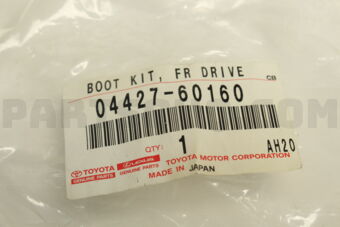 BOOT KIT, FR DRIVE
CB
04427-60160
QTY: 1
AH20
TOYOTA GENUINE PARTS LEXUS GENUINE PARTS TOYOTA MOTOR CORPORATION
MADE IN JAPAN